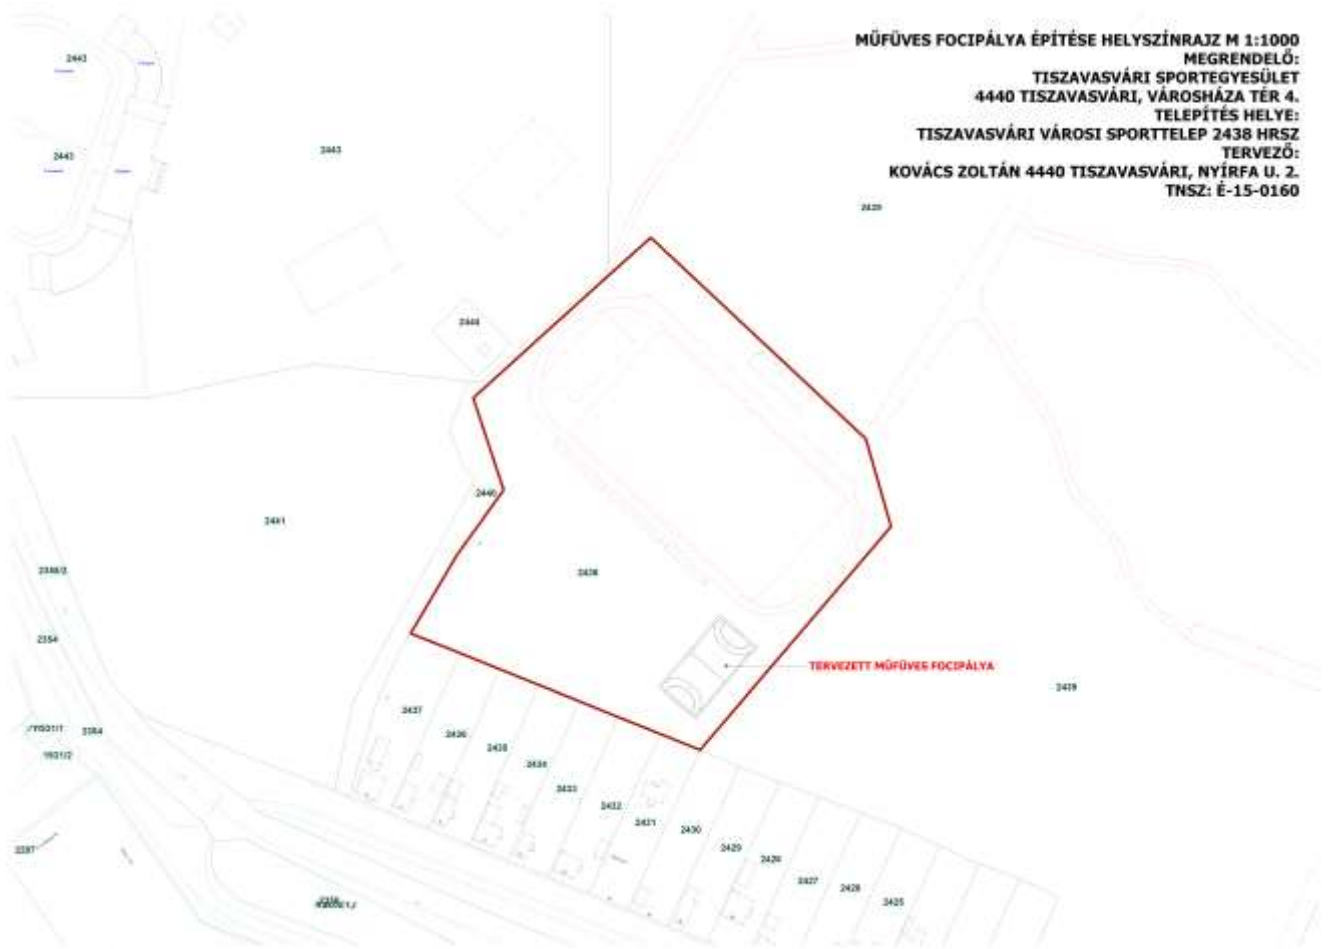 MŰFÜVES FOCIPÁLYA ÉPÍTÉSE HELYSZÍNRAJZ M 1:1000
MEGRENDELŐ:
TISZAVASVÁRI SPORTEGYESÜLET
4440 TISZAVASVÁRI, VÁROSHÁZA TÉR 4.
TELEPÍTÉS HELYE:
TISZAVASVÁRI VÁROSI SPORTTELEP 2438 HRSZ
TERVEZŐ:
KOVÁCS ZOLTÁN 4440 TISZAVASVÁRI, NYÍRFA U. 2.
TNSZ: É-15-0160
2443
2443
2443
2439
2444
2440
2441
2438
2354
TERVEZETT MŰFÜVES FOCIPÁLYA
2439
2437
2436
2435
2434
2433
2432
2431
2430
2429
2427
2425